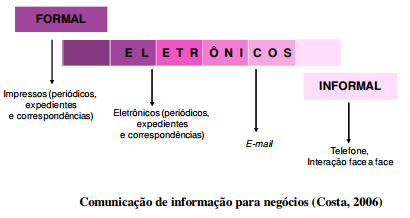 FORMAL
ELETRÔNICOS
INFORMAL
Impressos (periódicos,
expedientes
e correspondências)
Eletrônicos (periódicos,
expedientes
e correspondências)
E-mail
Telefone,
Interação face a face
Comunicação de informação para negócios (Costa, 2006)